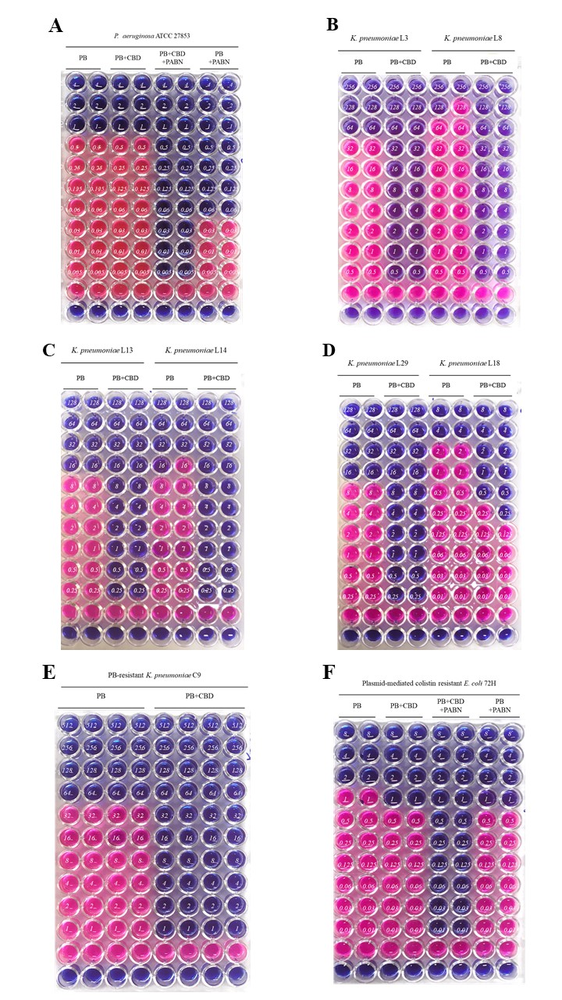 A
P. aeruginosa ATCC 27853
PB PB+CBD PB+CBD +PABN PB +PABN
4 4 4 4 4 4 4 4
2 2 2 2 2 2 2 2
1 1 1 1 1 1 1 1
0.5 0.5 0.5 0.5 0.5 0.5 0.5 0.5
0.25 0.25 0.25 0.25 0.25 0.25 0.25 0.25
0.125 0.125 0.125 0.125 0.125 0.125 0.125 0.125
0.06 0.06 0.06 0.06 0.06 0.06 0.06 0.06
0.03 0.03 0.03 0.03 0.03 0.03 0.03 0.03
0.01 0.01 0.01 0.01 0.01 0.01 0.01 0.01
0.005 0.005 0.005 0.005 0.005 0.005 0.005 0.005
B
K. pneumoniae L3 K. pneumoniae L8
PB PB+CBD PB PB+CBD
256 256 256 256 256 256 256 256
128 128 128 128 128 128 128 128
64 64 64 64 64 64 64 64
32 32 32 32 32 32 32 32
16 16 16 16 16 16 16 16
8 8 8 8 8 8 8 8
4 4 4 4 4 4 4 4
2 2 2 2 2 2 2 2
1 1 1 1 1 1 1 1
0.5 0.5 0.5 0.5 0.5 0.5 0.5 0.5
C
K. pneumoniae L13 K. pneumoniae L14
PB PB+CBD PB PB+CBD
128 128 128 128 128 128 128 128
64 64 64 64 64 64 64 64
32 32 32 32 32 32 32 32
16 16 16 16 16 16 16 16
8 8 8 8 8 8 8 8
4 4 4 4 4 4 4 4
2 2 2 2 2 2 2 2
1 1 1 1 1 1 1 1
0.5 0.5 0.5 0.5 0.5 0.5 0.5 0.5
0.25 0.25 0.25 0.25 0.25 0.25 0.25 0.25
D
K. pneumoniae L29 K. pneumoniae L18
PB PB+CBD PB PB+CBD
128 128 128 128 8 8 8 8
64 64 64 64 4 4 4 4
32 32 32 32 2 2 2 2
16 16 16 16 1 1 1 1
8 8 8 8 0.5 0.5 0.5 0.5
4 4 4 4 0.25 0.25 0.25 0.25
2 2 2 2 0.125 0.125 0.125 0.125
1 1 1 1 0.06 0.06 0.06 0.06
0.5 0.5 0.5 0.5 0.03 0.03 0.03 0.03
0.25 0.25 0.25 0.25 0.01 0.01 0.01 0.01
E
PB-resistant K. pneumoniae C9
PB PB+CBD
512 512 512 512 512 512 512 512
256 256 256 256 256 256 256 256
128 128 128 128 128 128 128 128
64 64 64 64 64 64 64 64
32 32 32 32 32 32 32 32
16 16 16 16 16 16 16 16
8 8 8 8 8 8 8 8
4 4 4 4 4 4 4 4
2 2 2 2 2 2 2 2
1 1 1 1 1 1 1 1
F
Plasmid-mediated colistin resistant E. coli 72H
PB PB+CBD PB+CBD +PABN PB +PABN
8 8 8 8 8 8 8 8
4 4 4 4 4 4 4 4
2 2 2 2 2 2 2 2
1 1 1 1 1 1 1 1
0.5 0.5 0.5 0.5 0.5 0.5 0.5 0.5
0.25 0.25 0.25 0.25 0.25 0.25 0.25 0.25
0.125 0.125 0.125 0.125 0.125 0.125 0.125 0.125
0.06 0.06 0.06 0.06 0.06 0.06 0.06 0.06
0.03 0.03 0.03 0.03 0.03 0.03 0.03 0.0
0.01 0.01 0.01 0.01 0.01 0.01 0.01 0.01